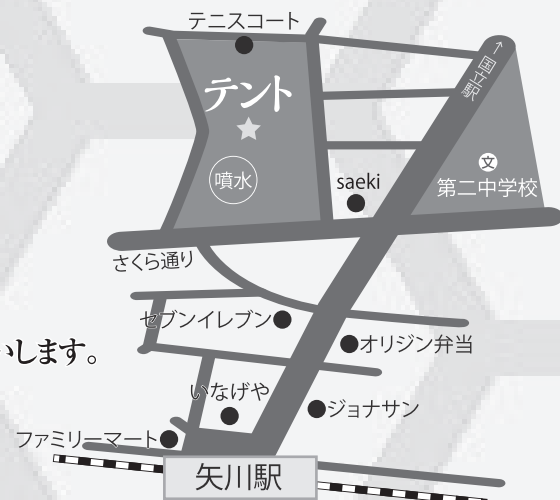 テニスコート
↑国立駅
テント
噴水
saeki
文
第二中学校
さくら通り
セブンイレブン
いします。
オリジン弁当
いなげや
ジョナサン
ファミリーマート
矢川駅